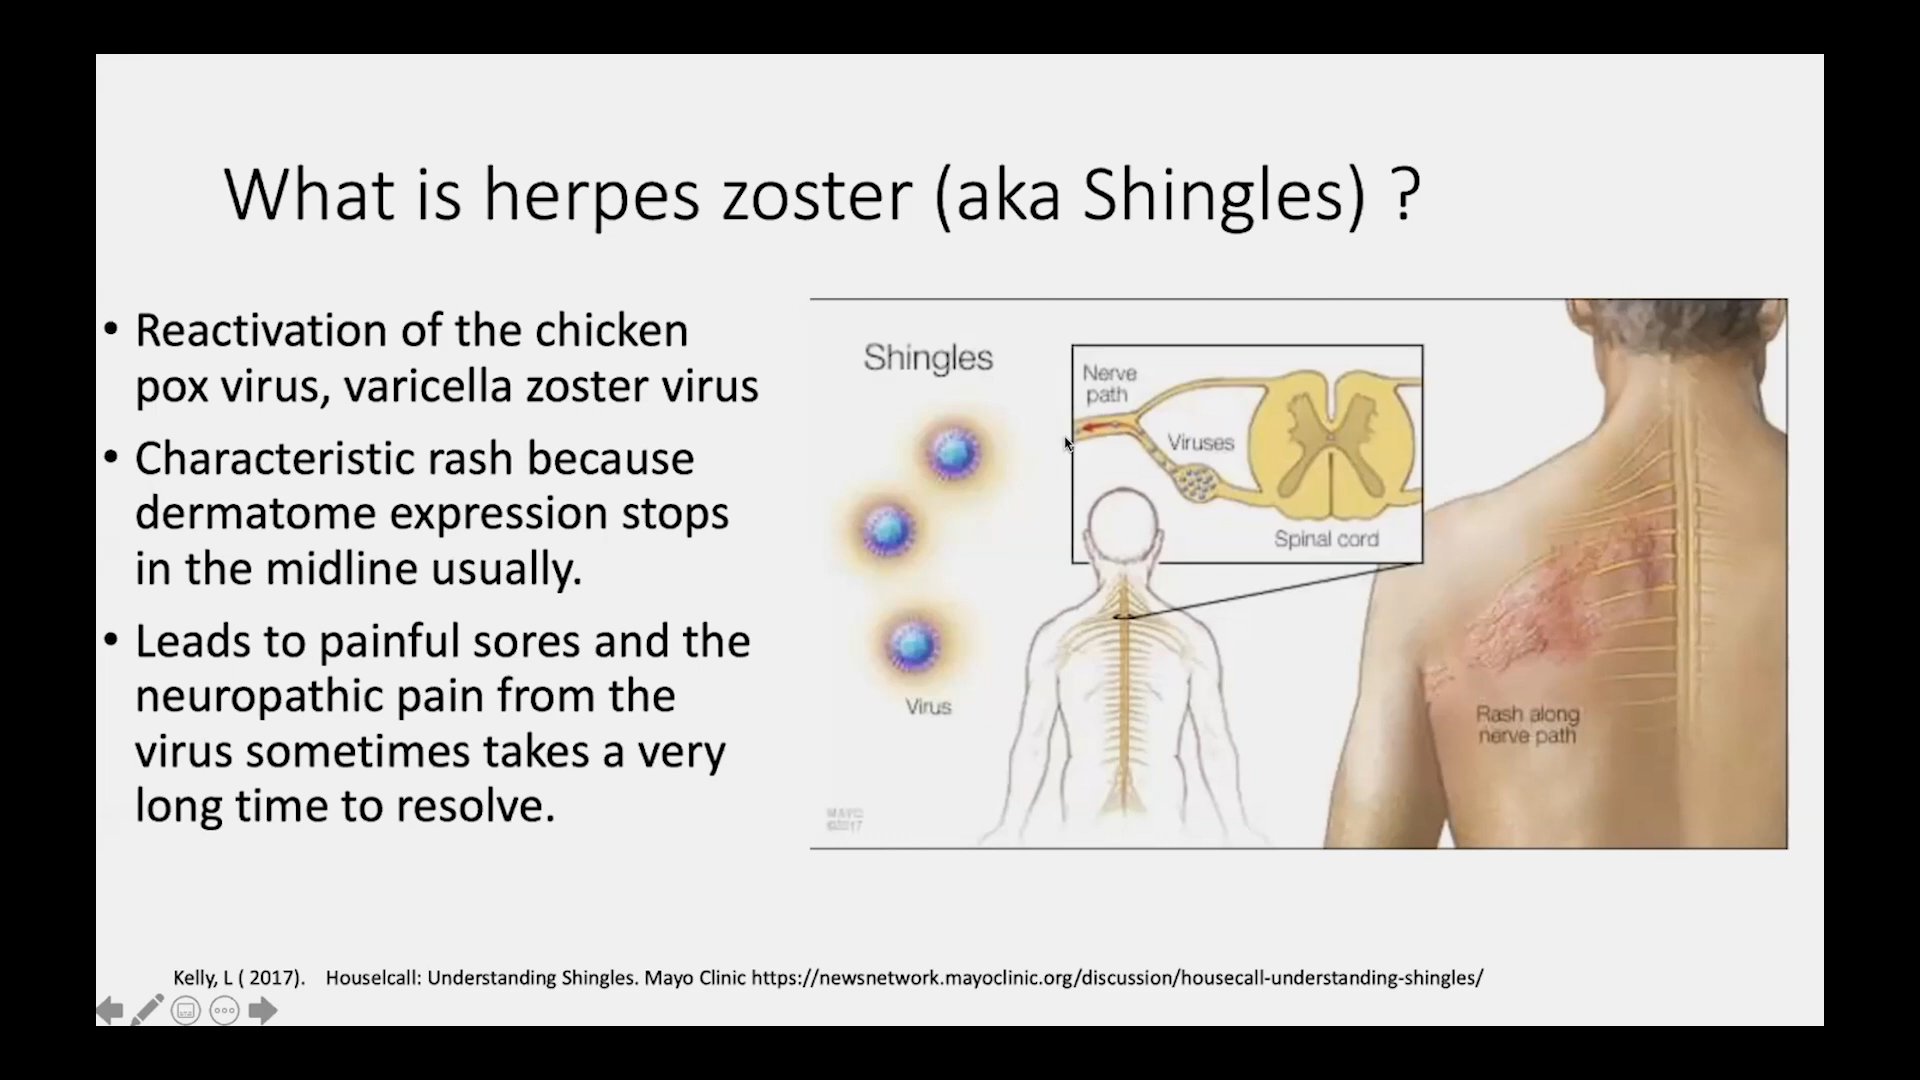 What is herpes zoster (aka Shingles) ?
• Reactivation of the chicken
pox virus, varicella zoster virus
• Characteristic rash because
dermatome expression stops
in the midline usually.
• Leads to painful sores and the
neuropathic pain from the
virus sometimes takes a very
long time to resolve.
Shingles
Nerve
path
Viruses
Spinal cord
Virus
Rash along
nerve path
MAYO
©2017
Kelly, L ( 2017). Houselcall: Understanding Shingles. Mayo Clinic https://newsnetwork.mayoclinic.org/discussion/housecall-understanding-shingles/